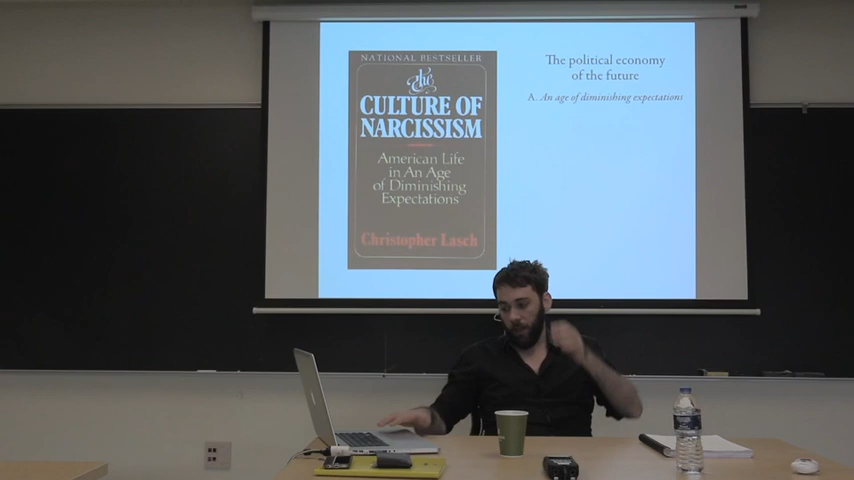 NATIONAL BESTSELLER
the
CULTURE OF
NARCISSISM
American Life
in An Age
of Diminishing
Expectations
Christopher Lasch
The political economy
of the future
A. An age of diminishing expectations